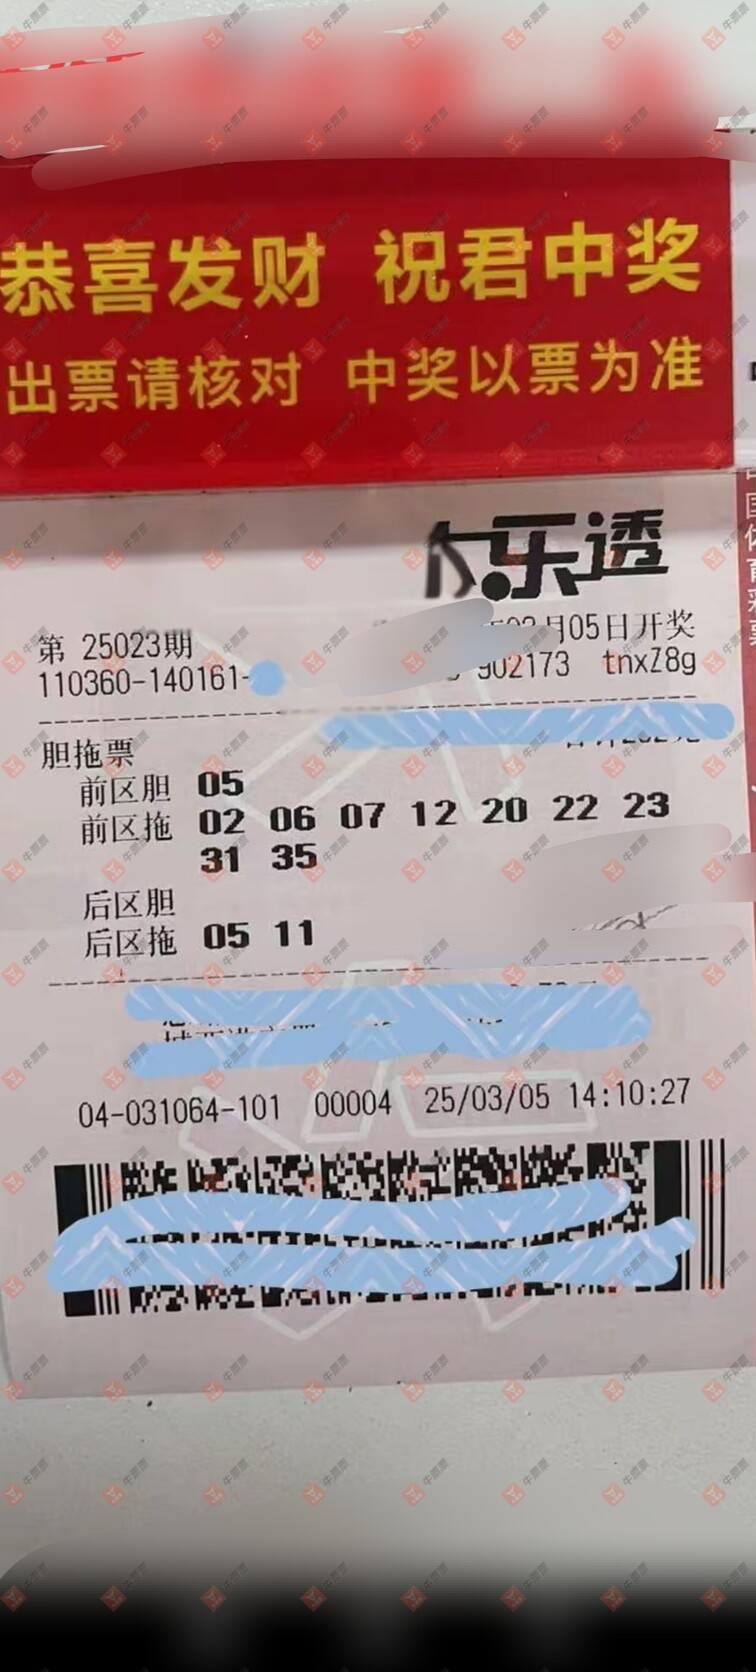 恭喜发财 祝君中奖
出票请核对 中奖以票为准
大乐透
第 25023期
月05日开奖
110360-140161-
902173 tnxZ8g
胆拖票
前区胆 05
前区拖 02 06 07 12 20 22 23
31 35
后区胆
后区拖 05 11
04-031064-101 00004 25/03/05 14:10:27
牛票票